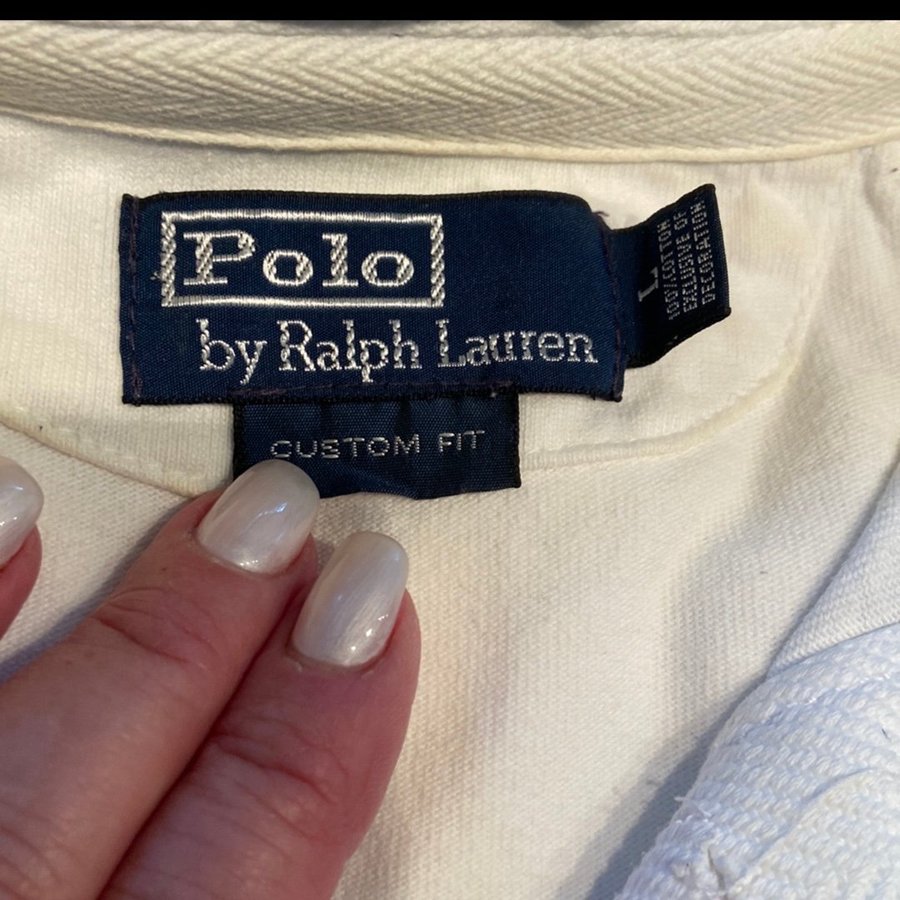 Polo
by Ralph Lauren
CUSTOM FIT
L
100/COTTON
EXCLUSIVE OF
DECORATION